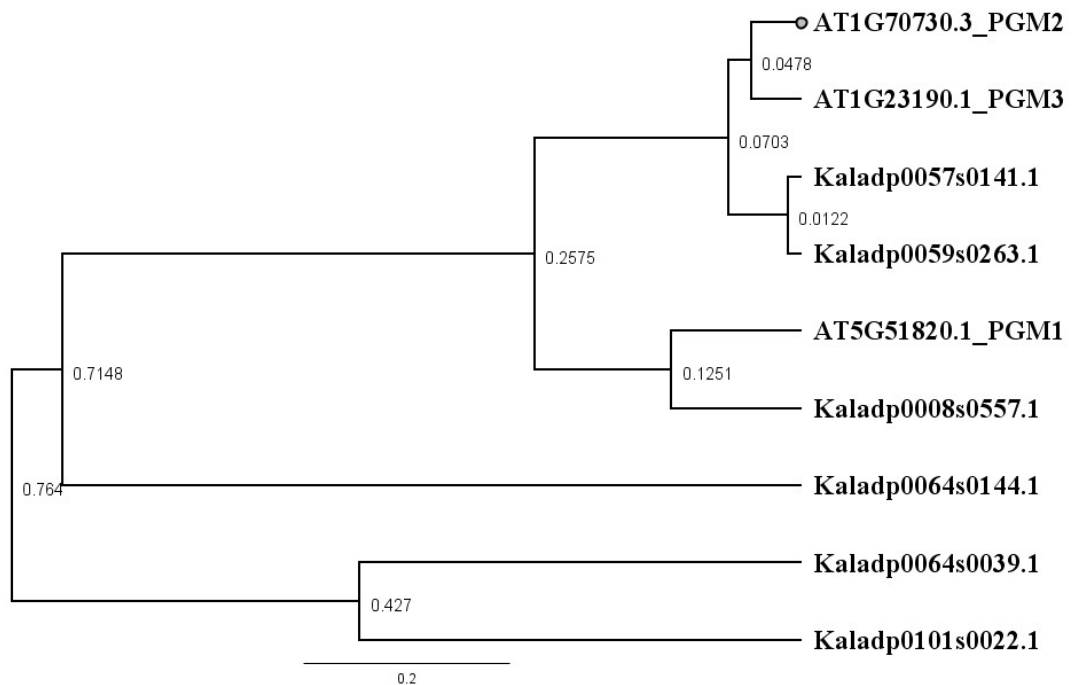 AT1G70730.3_PGM2
0.0478
AT1G23190.1_PGM3
0.0703
Kaladp0057s0141.1
0.0122
Kaladp0059s0263.1
0.2575
AT5G51820.1_PGM1
0.7148
0.1251
Kaladp0008s0557.1
0.764
Kaladp0064s0144.1
Kaladp0064s0039.1
0.427
Kaladp0101s0022.1
0.2